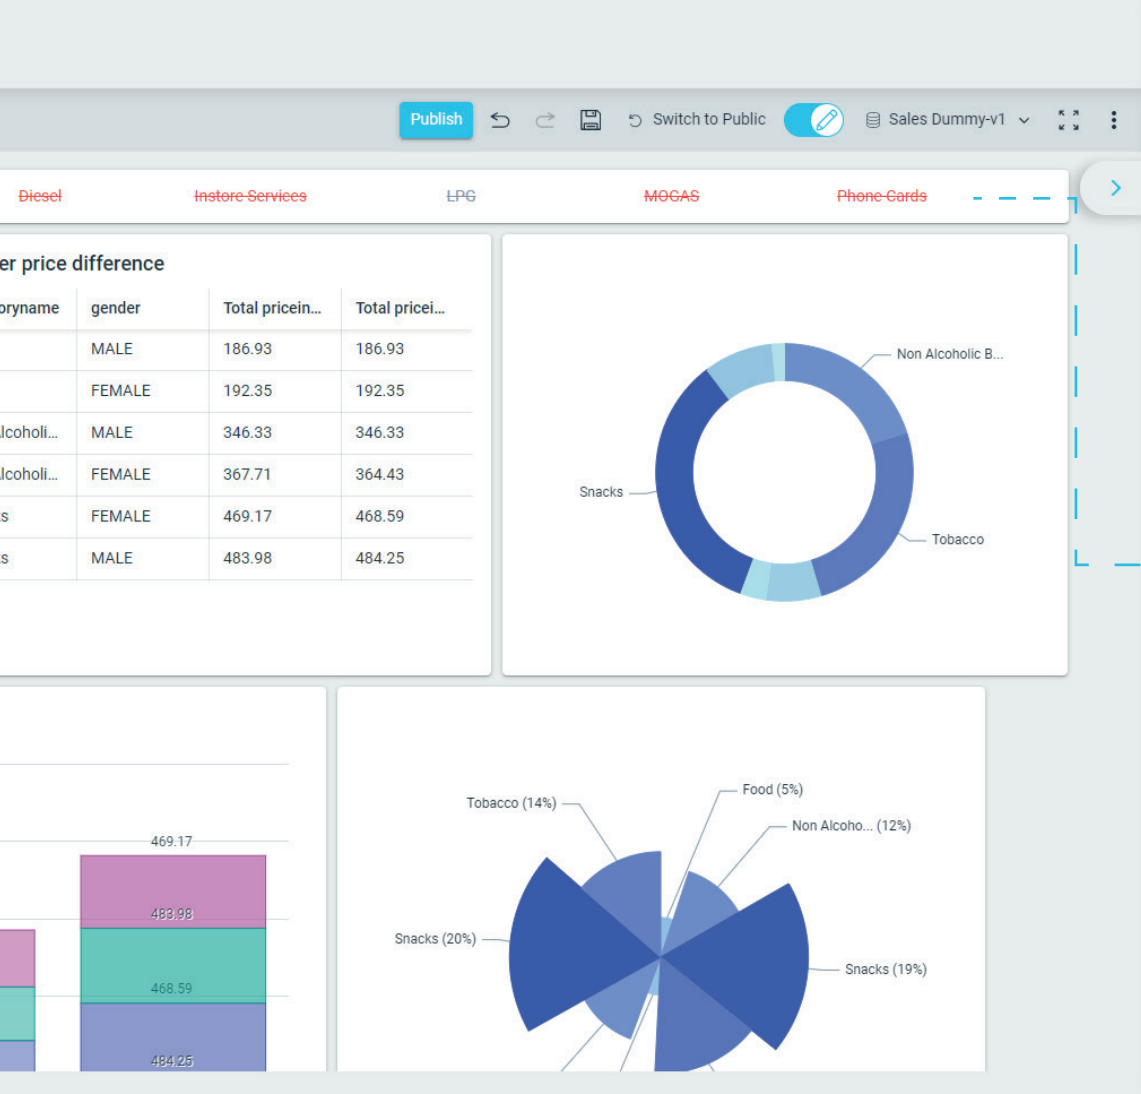 Publish Switch to Public Sales Dummy-v1
Diesel Instore Services LPG MOGAS Phone Cards
er price difference
oryname gender Total pricein... Total pricei...
MALE 186.93 186.93
FEMALE 192.35 192.35
lcoholi... MALE 346.33 346.33
lcoholi... FEMALE 367.71 364.43
s FEMALE 469.17 468.59
s MALE 483.98 484.25
Non Alcoholic B...
Snacks
Tobacco
469.17
483.98
468.59
484.25
Food (5%)
Tobacco (14%)
Non Alcoho... (12%)
Snacks (20%)
Snacks (19%)